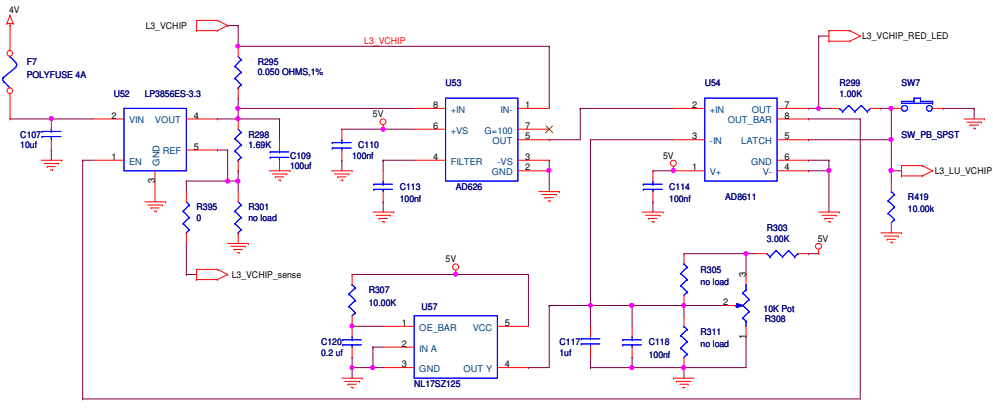 4V
F7
POLYFUSE 4A
C107
10uf
L3_VCHIP
L3_VCHIP
R295
0.050 OHMS,1%
U52
LP3856ES-3.3
2
VIN
VOUT
4
1
EN
GND
REF
5
3
R298
1.69K
C109
100uf
R395
0
R301
no load
L3_VCHIP_sense
5V
C110
100nf
C113
100nf
U53
8
+IN
IN-
1
6
+VS
G=100
7
OUT
5
4
FILTER
-VS
3
GND
2
AD626
U54
2
+IN
OUT
7
OUT_BAR
8
3
-IN
LATCH
5
GND
6
1
V+
V-
4
AD8611
5V
C114
100nf
L3_VCHIP_RED_LED
R299
1.00K
SW7
SW_PB_SPST
L3_LU_VCHIP
R419
10.00k
R303
3.00K
5V
R305
no load
3
2
10K Pot
R308
1
R311
no load
C117
1uf
C118
100nf
5V
R307
10.00K
C120
0.2 uf
U57
1
OE_BAR
VCC
5
2
IN A
3
GND
OUT Y
4
NL17SZ125